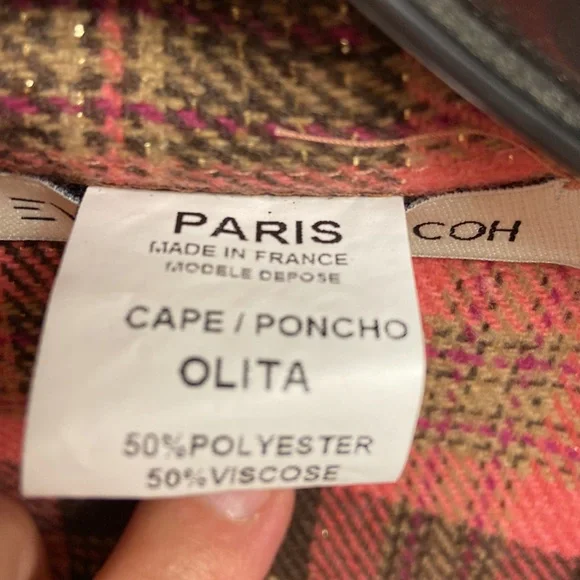 COH
PARIS
MADE IN FRANCE
MODELE DEPOSE
CAPE / PONCHO
OLITA
50%POLYESTER
50%VISCOSE